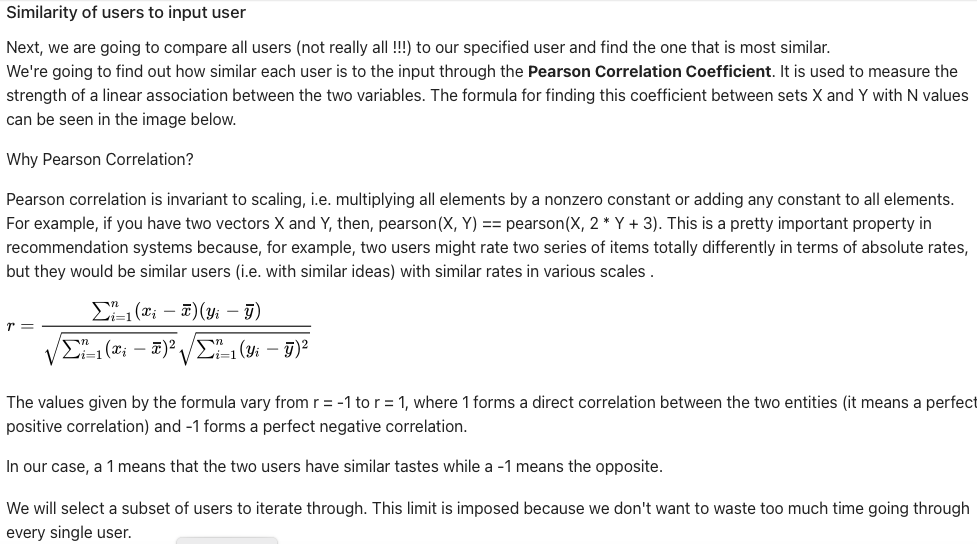 Similarity of users to input user
Next, we are going to compare all users (not really all !!!) to our specified user and find the one that is most similar.
We're going to find out how similar each user is to the input through the Pearson Correlation Coefficient. It is used to measure the
strength of a linear association between the two variables. The formula for finding this coefficient between sets X and Y with N values
can be seen in the image below.
Why Pearson Correlation?
Pearson correlation is invariant to scaling, i.e. multiplying all elements by a nonzero constant or adding any constant to all elements.
For example, if you have two vectors X and Y, then, pearson(X, Y) == pearson(X, 2 * Y + 3). This is a pretty important property in
recommendation systems because, for example, two users might rate two series of items totally differently in terms of absolute rates,
but they would be similar users (i.e. with similar ideas) with similar rates in various scales .
r = \frac{\sum_{i=1}^{n}(x_i - \overline{x})(y_i - \overline{y})}{\sqrt{\sum_{i=1}^{n}(x_i - \overline{x})^2}\sqrt{\sum_{i=1}^{n}(y_i - \overline{y})^2}}
The values given by the formula vary from r = -1 to r = 1, where 1 forms a direct correlation between the two entities (it means a perfect
positive correlation) and -1 forms a perfect negative correlation.
In our case, a 1 means that the two users have similar tastes while a -1 means the opposite.
We will select a subset of users to iterate through. This limit is imposed because we don't want to waste too much time going through
every single user.